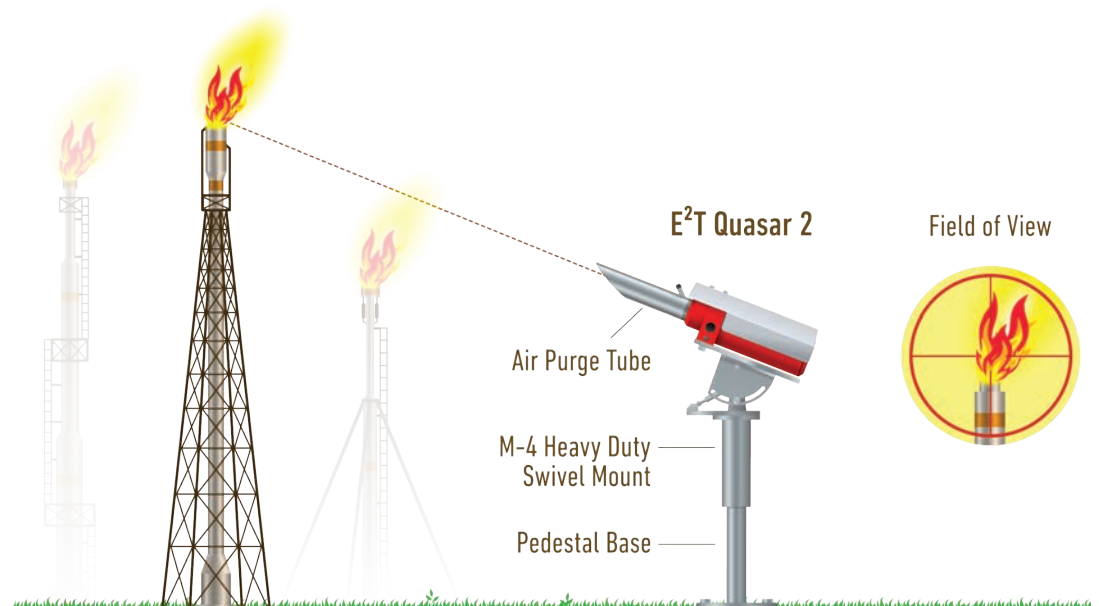 E²T Quasar 2
Field of View
Air Purge Tube
M-4 Heavy Duty
Swivel Mount
Pedestal Base